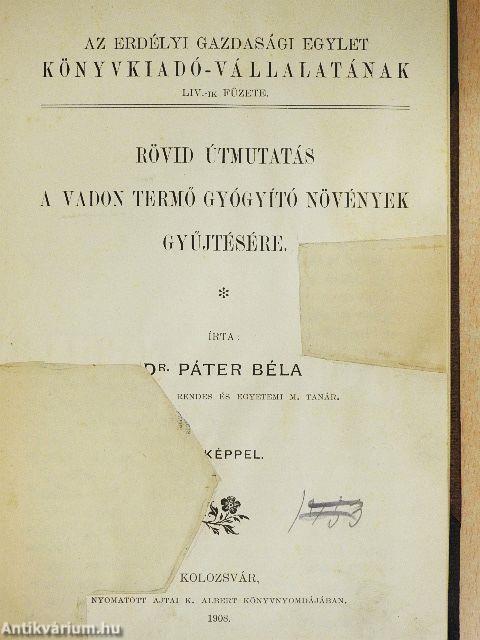 AZ ERDÉLYI GAZDASÁGI EGYLET
KÖNYVKIADÓ-VÁLLALATÁNAK
LIV.-IK FÜZETE.
RÖVID ÚTMUTATÁS
A VADON TERMŐ GYÓGYÍTÓ NÖVÉNYEK
GYŰJTÉSÉRE.
*
ÍRTA:
DR. PÁTER BÉLA
RENDES ÉS EGYETEMI M. TANÁR.
KÉPPEL.
KOLOZSVÁR,
NYOMATOTT AJTAI K. ALBERT KÖNYVNYOMDÁJÁBAN.
1908.
Antikvárium.hu